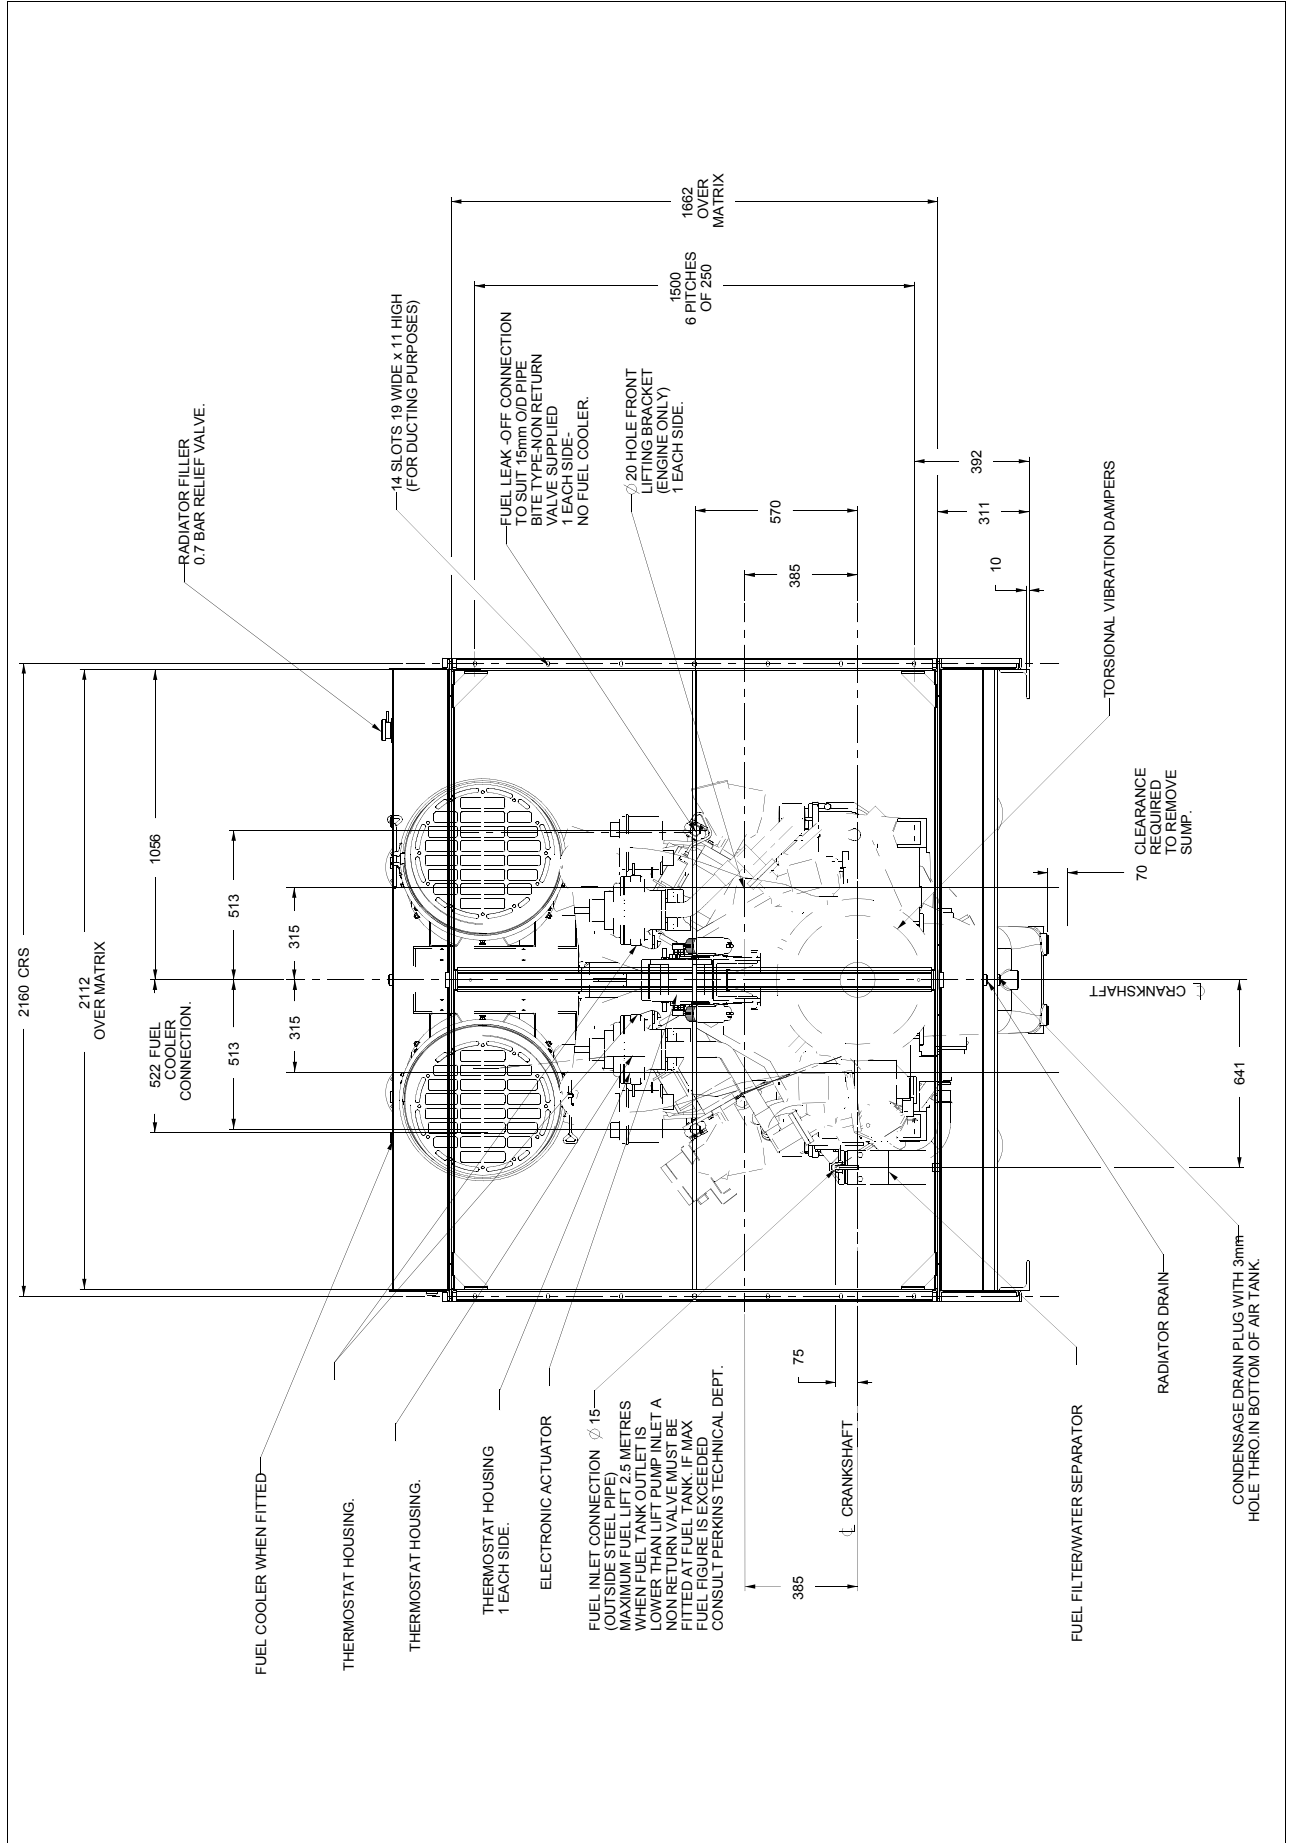 2160 CRS
2112
OVER MATRIX
522 FUEL
COOLER
CONNECTION.
1056
513
513
315
315
RADIATOR FILLER
0.7 BAR RELIEF VALVE.
14 SLOTS 19 WIDE x 11 HIGH
(FOR DUCTING PURPOSES)
FUEL LEAK -OFF CONNECTION
TO SUIT 15mm O/D PIPE
BITE TYPE-NON RETURN
VALVE SUPPLIED
1 EACH SIDE-
NO FUEL COOLER.
∅ 20 HOLE FRONT
LIFTING BRACKET
(ENGINE ONLY)
1 EACH SIDE.
1662
OVER
MATRIX
1500
6 PITCHES
OF 250
570
385
392
311
10
TORSIONAL VIBRATION DAMPERS
70 CLEARANCE
REQUIRED
TO REMOVE
SUMP.
℄ CRANKSHAFT
641
FUEL COOLER WHEN FITTED
THERMOSTAT HOUSING.
THERMOSTAT HOUSING.
THERMOSTAT HOUSING
1 EACH SIDE.
ELECTRONIC ACTUATOR
FUEL INLET CONNECTION ∅ 15
(OUTSIDE STEEL PIPE)
MAXIMUM FUEL LIFT 2.5 METRES
WHEN FUEL TANK OUTLET IS
LOWER THAN LIFT PUMP INLET A
NON RETURN VALVE MUST BE
FITTED AT FUEL TANK. IF MAX
FUEL FIGURE IS EXCEEDED
CONSULT PERKINS TECHNICAL DEPT.
75
385
℄ CRANKSHAFT
FUEL FILTER/WATER SEPARATOR
RADIATOR DRAIN
CONDENSAGE DRAIN PLUG WITH 3mm
HOLE THRO.IN BOTTOM OF AIR TANK.